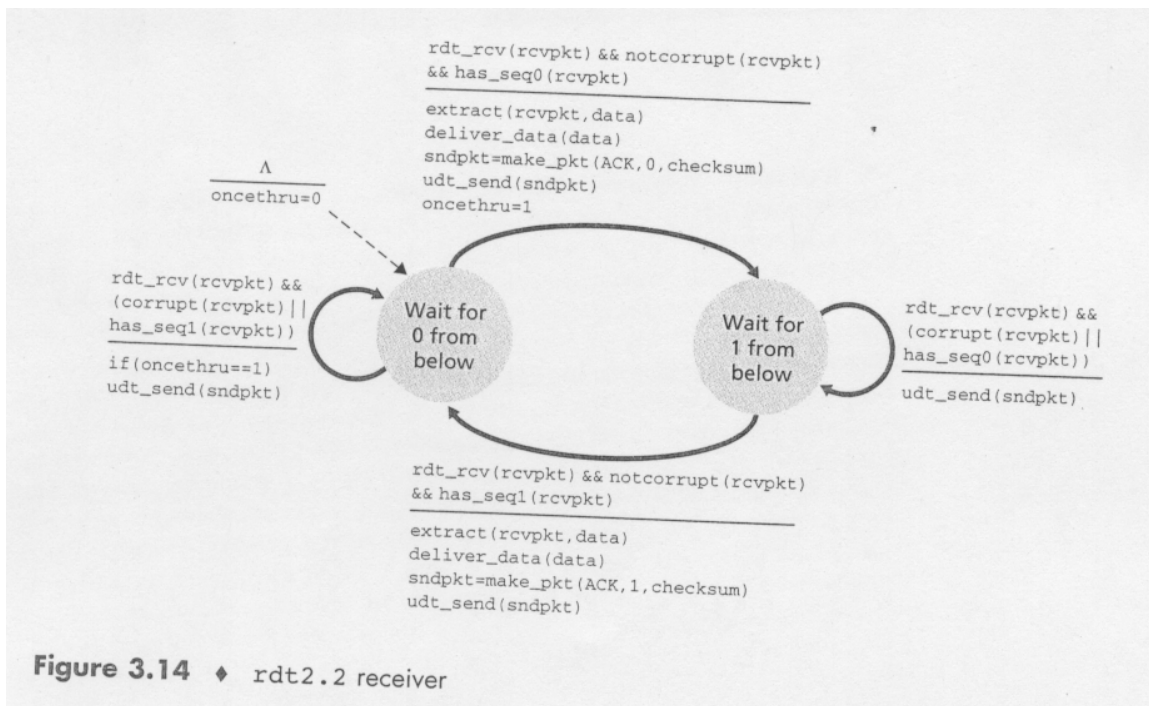 rdt_rcv(rcvpkt) && notcorrupt(rcvpkt)
&& has_seq0(rcvpkt)
extract(rcvpkt,data)
deliver_data(data)
sndpkt=make_pkt(ACK,0,checksum)
udt_send(sndpkt)
oncethru=1
Λ
oncethru=0
rdt_rcv(rcvpkt) &&
(corrupt(rcvpkt)||
has_seq1(rcvpkt))
if(oncethru==1)
udt_send(sndpkt)
Wait for
0 from
below
Wait for
1 from
below
rdt_rcv(rcvpkt) &&
(corrupt(rcvpkt)||
has_seq0(rcvpkt))
udt_send(sndpkt)
rdt_rcv(rcvpkt) && notcorrupt(rcvpkt)
&& has_seq1(rcvpkt)
extract(rcvpkt,data)
deliver_data(data)
sndpkt=make_pkt(ACK,1,checksum)
udt_send(sndpkt)
Figure 3.14 ♦ rdt2.2 receiver